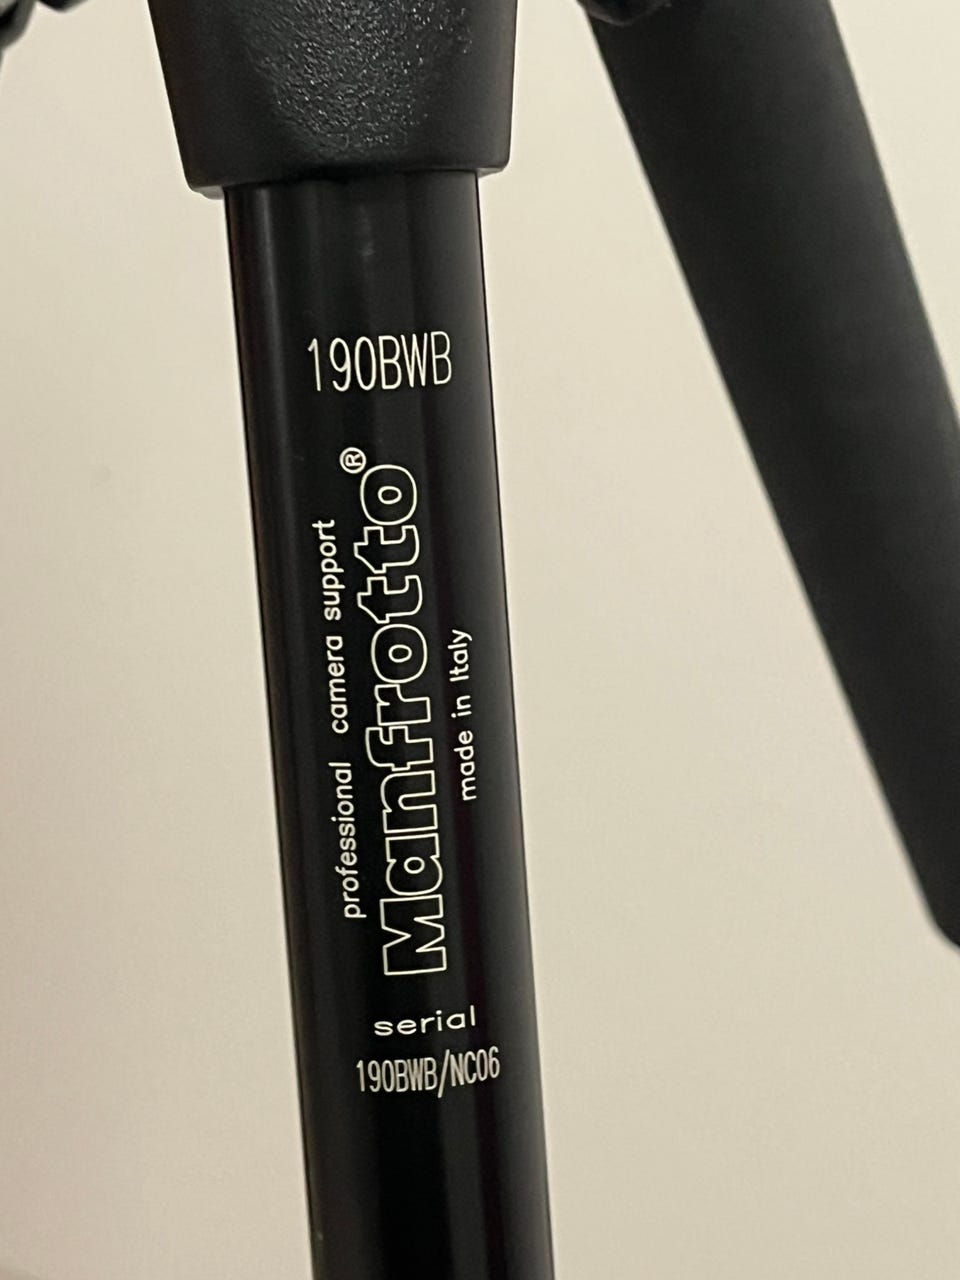 190BWB
professional camera support
Manfrotto®
made in Italy
serial
190BWB/NC06